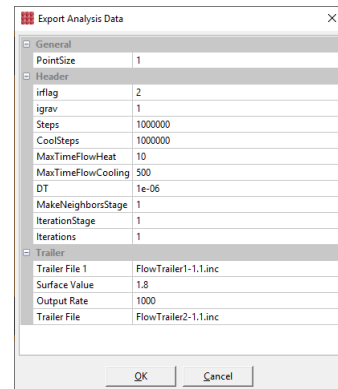 Export Analysis Data
General
PointSize 1
Header
irflag 2
igrav 1
Steps 1000000
CoolSteps 1000000
MaxTimeFlowHeat 10
MaxTimeFlowCooling 500
DT 1e-06
MakeNeighborsStage 1
IterationStage 1
Iterations 1
Trailer
Trailer File 1 FlowTrailer1-1.1.inc
Surface Value 1.8
Output Rate 1000
Trailer File FlowTrailer2-1.1.inc
OK Cancel